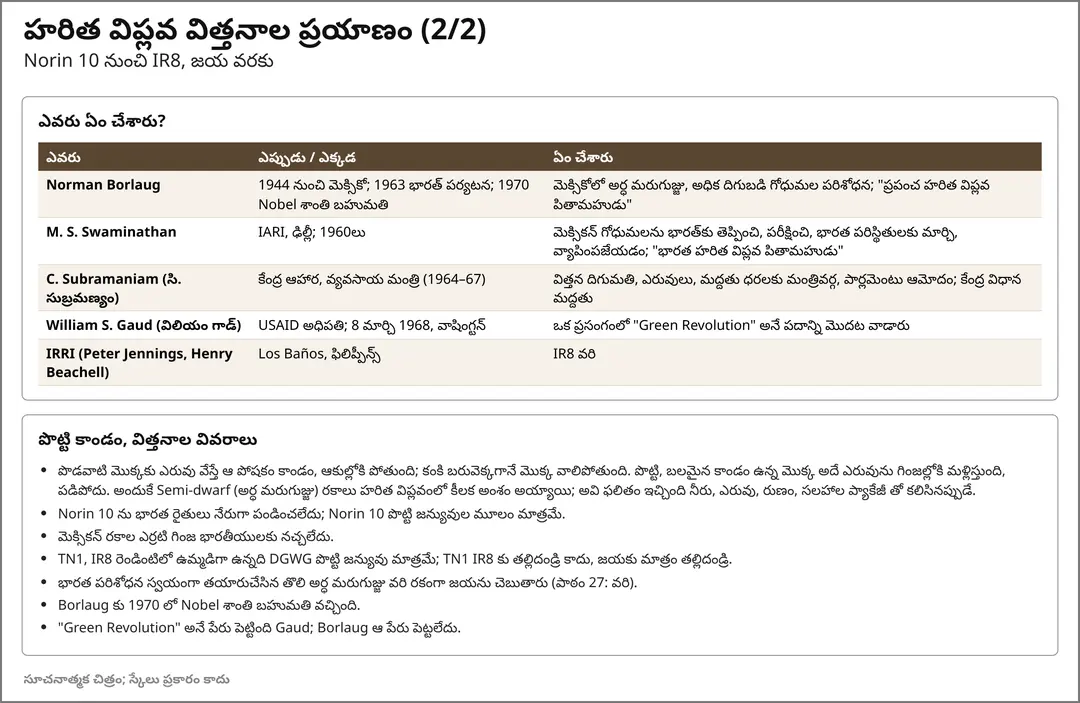 హరిత విప్లవ విత్తనాల ప్రయాణం (2/2)
Norin 10 నుంచి IR8, జయ వరకు
ఎవరు ఏం చేశారు?
ఎవరు ఎప్పుడు / ఎక్కడ ఏం చేశారు
Norman Borlaug 1944 నుంచి మెక్సికో; 1963 భారత్ పర్యటన; 1970 మెక్సికోలో అర్ధ మరుగుజ్జు, అధిక దిగుబడి గోధుమల పరిశోధన; "ప్రపంచ హరిత విప్లవ
Nobel శాంతి బహుమతి పితామహుడు"
M. S. Swaminathan IARI, ఢిల్లీ; 1960లు మెక్సికన్ గోధుమలను భారత్‌కు తెప్పించి, పరీక్షించి, భారత పరిస్థితులకు మార్చి,
వ్యాపింపజేయడం; "భారత హరిత విప్లవ పితామహుడు"
C. Subramaniam (సి. కేంద్ర ఆహార, వ్యవసాయ మంత్రి (1964–67) విత్తన దిగుమతి, ఎరువులు, మద్దతు ధరలకు మంత్రివర్గ, పార్లమెంటు ఆమోదం; కేంద్ర విధాన
సుబ్రమణ్యం) మద్దతు
William S. Gaud (విలియం గాడ్) USAID అధిపతి; 8 మార్చి 1968, వాషింగ్టన్ ఒక ప్రసంగంలో "Green Revolution" అనే పదాన్ని మొదట వాడారు
IRRI (Peter Jennings, Henry Los Baños, ఫిలిప్పీన్స్ IR8 వరి
Beachell)
పొట్టి కాండం, విత్తనాల వివరాలు
• పొడవాటి మొక్కకు ఎరువు వేస్తే ఆ పోషకం కాండం, ఆకుల్లోకి పోతుంది; కంకి బరువెక్కగానే మొక్క వాలిపోతుంది. పొట్టి, బలమైన కాండం ఉన్న మొక్క అదే ఎరువును గింజల్లోకి మళ్లిస్తుంది,
పడిపోదు. అందుకే Semi-dwarf (అర్ధ మరుగుజ్జు) రకాలు హరిత విప్లవంలో కీలక అంశం అయ్యాయి; అవి ఫలితం ఇచ్చింది నీరు, ఎరువు, రుణం, సలహాల ప్యాకేజీ తో కలిసినప్పుడే.
• Norin 10 ను భారత రైతులు నేరుగా పండించలేదు; Norin 10 పొట్టి జన్యువుల మూలం మాత్రమే.
• మెక్సికన్ రకాల ఎర్రటి గింజ భారతీయులకు నచ్చలేదు.
• TN1, IR8 రెండింటిలో ఉమ్మడిగా ఉన్నది DGWG పొట్టి జన్యువు మాత్రమే; TN1 IR8 కు తల్లిదండ్రి కాదు, జయకు మాత్రం తల్లిదండ్రి.
• భారత పరిశోధన స్వయంగా తయారుచేసిన తొలి అర్ధ మరుగుజ్జు వరి రకంగా జయను చెబుతారు (పాఠం 27: వరి).
• Borlaug కు 1970 లో Nobel శాంతి బహుమతి వచ్చింది.
• "Green Revolution" అనే పేరు పెట్టింది Gaud; Borlaug ఆ పేరు పెట్టలేదు.
సూచనాత్మక చిత్రం; స్కేలు ప్రకారం కాదు